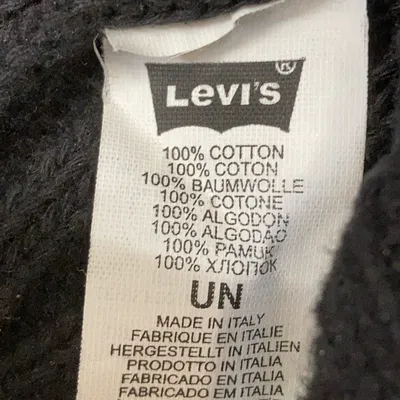 Levi's ®
100% COTTON
100% COTON
100% BAUMWOLLE
100% COTONE
100% ALGODON
100% ALGODAO
100% PAMUK
100% ХЛОПОК
UN
MADE IN ITALY
FABRIQUE EN ITALIE
HERGESTELLT IN ITALIEN
PRODOTTO IN ITALIA
FABRICADO EN ITALIA
FABRICADO EM ITALIA